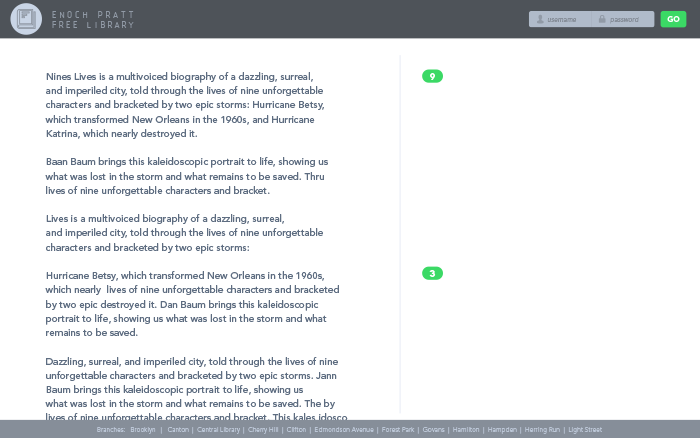 ENOCH PRATT
FREE LIBRARY
username
password
GO
Nines Lives is a multivoiced biography of a dazzling, surreal,
and imperiled city, told through the lives of nine unforgettable
characters and bracketed by two epic storms: Hurricane Betsy,
which transformed New Orleans in the 1960s, and Hurricane
Katrina, which nearly destroyed it.
Baan Baum brings this kaleidoscopic portrait to life, showing us
what was lost in the storm and what remains to be saved. Thru
lives of nine unforgettable characters and bracket.
Lives is a multivoiced biography of a dazzling, surreal,
and imperiled city, told through the lives of nine unforgettable
characters and bracketed by two epic storms:
Hurricane Betsy, which transformed New Orleans in the 1960s,
which nearly lives of nine unforgettable characters and bracketed
by two epic destroyed it. Dan Baum brings this kaleidoscopic
portrait to life, showing us what was lost in the storm and what
remains to be saved.
Dazzling, surreal, and imperiled city, told through the lives of nine
unforgettable characters and bracketed by two epic storms. Jann
Baum brings this kaleidoscopic portrait to life, showing us
what was lost in the storm and what remains to be saved. The by
lives of nine unforgettable characters and bracket. This kales idosco
9
3
Branches: Brooklyn | Canton | Central Library | Cherry Hill | Clifton | Edmondson Avenue | Forest Park | Govans | Hamilton | Hampden | Herring Run | Light Street